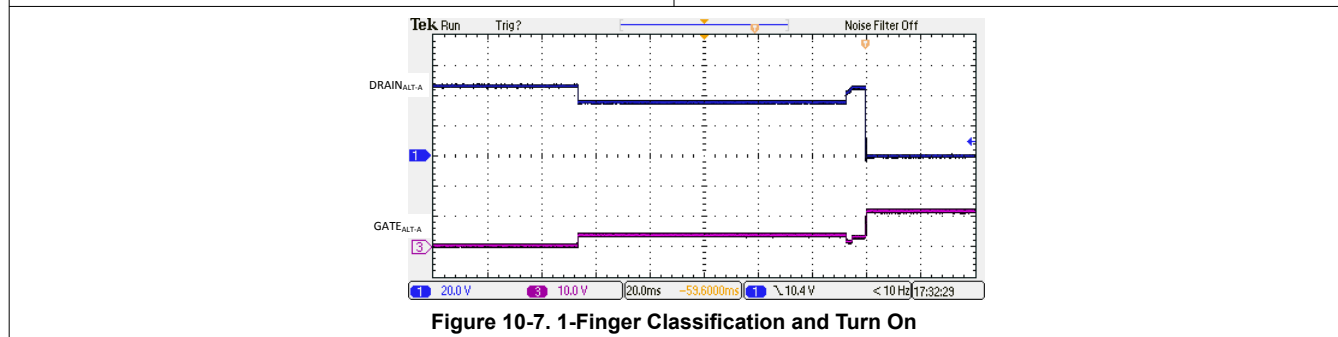 Tek Run Trig? Noise Filter Off
DRAINALT-A
1
GATEALT-A
3
1 20.0 V 3 10.0 V 20.0ms -59.6000ms 1 \ 10.4 V < 10 Hz 17:32:29
Figure 10-7. 1-Finger Classification and Turn On